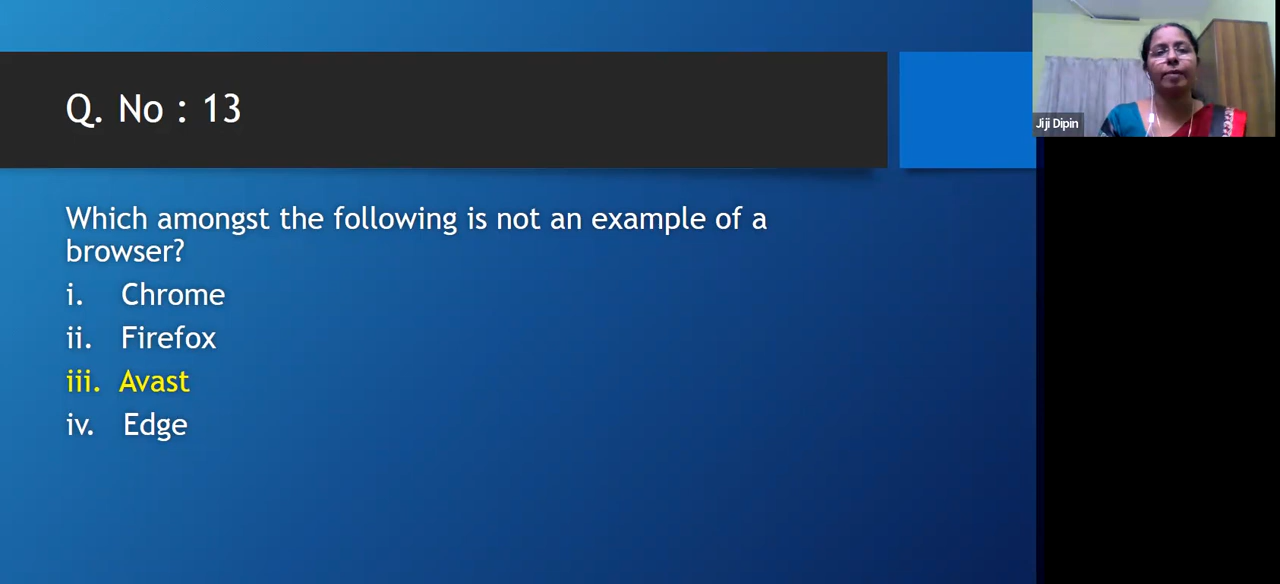 Q. No : 13
Jiji Dipin
Which amongst the following is not an example of a
browser?
i. Chrome
ii. Firefox
iii. Avast
iv. Edge